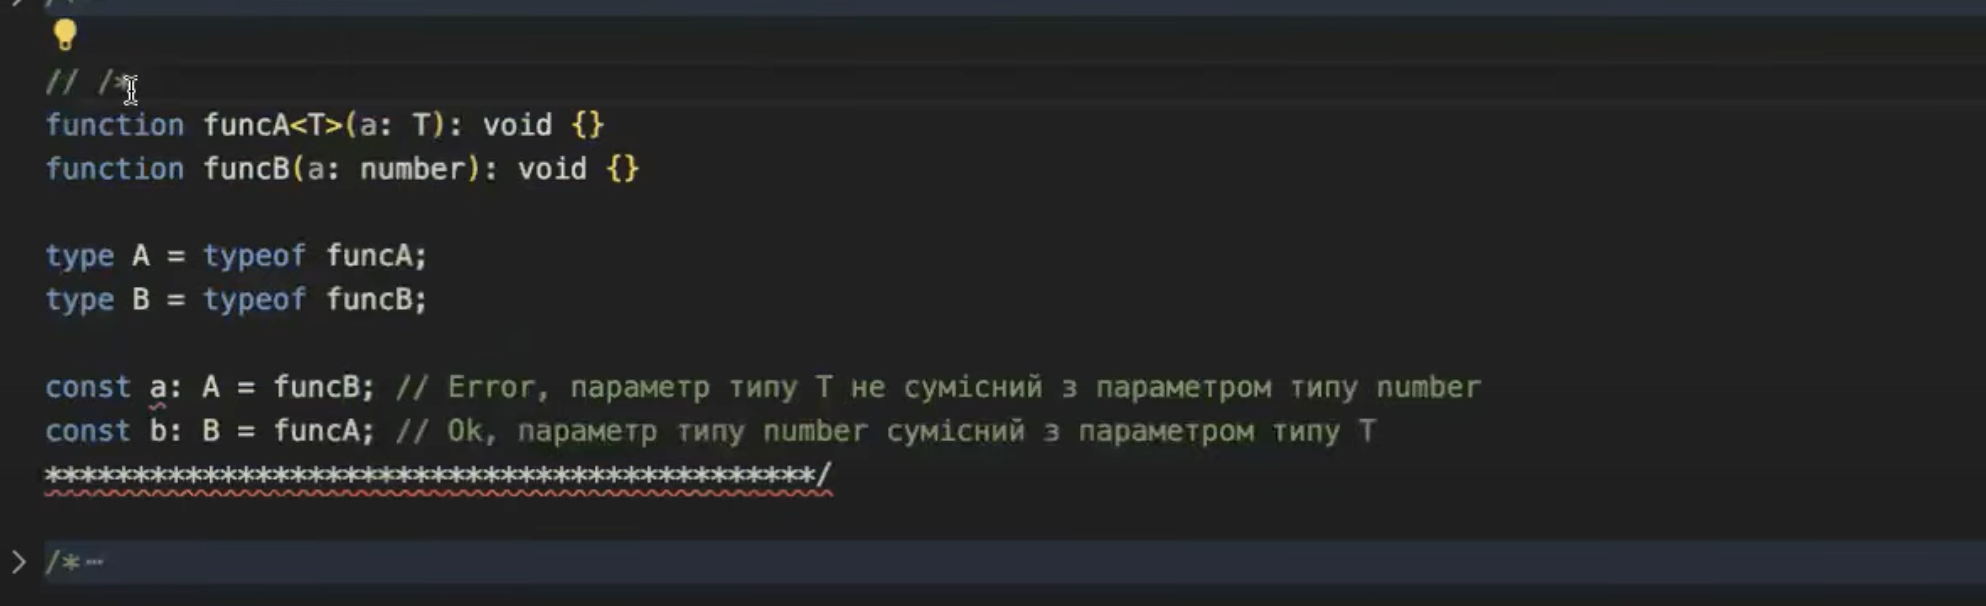 // /*
function funcA<T>(a: T): void {}
function funcB(a: number): void {}
type A = typeof funcA;
type B = typeof funcB;
const a: A = funcB; // Error, параметр типу T не сумісний з параметром типу number
const b: B = funcA; // Ok, параметр типу number сумісний з параметром типу T
********************************************/
/*⋯